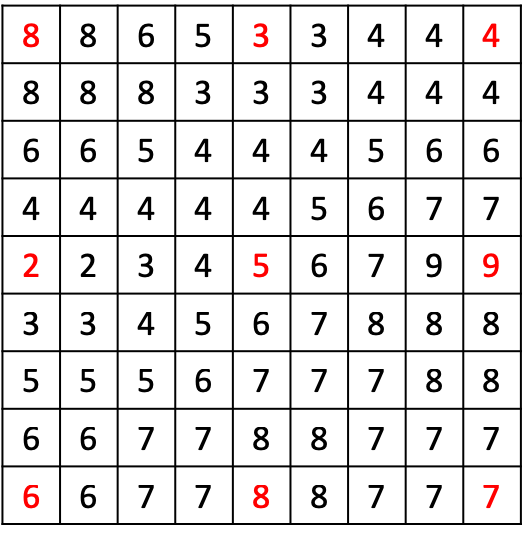 8 8 6 5 3 3 4 4 4
8 8 8 3 3 3 4 4 4
6 6 5 4 4 4 5 6 6
4 4 4 4 4 5 6 7 7
2 2 3 4 5 6 7 9 9
3 3 4 5 6 7 8 8 8
5 5 5 6 7 7 7 8 8
6 6 7 7 8 8 7 7 7
6 6 7 7 8 8 7 7 7